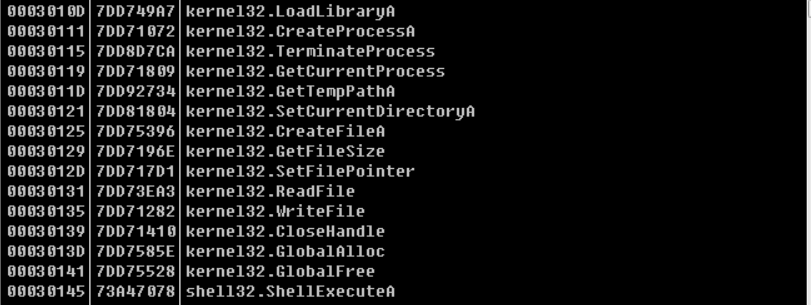 0003010D 7DD749A7 kernel32.LoadLibraryA
00030111 7DD71072 kernel32.CreateProcessA
00030115 7DD8D7CA kernel32.TerminateProcess
00030119 7DD71809 kernel32.GetCurrentProcess
0003011D 7DD92734 kernel32.GetTempPathA
00030121 7DD81804 kernel32.SetCurrentDirectoryA
00030125 7DD75396 kernel32.CreateFileA
00030129 7DD7196E kernel32.GetFileSize
0003012D 7DD717D1 kernel32.SetFilePointer
00030131 7DD73EA3 kernel32.ReadFile
00030135 7DD71282 kernel32.WriteFile
00030139 7DD71410 kernel32.CloseHandle
0003013D 7DD7585E kernel32.GlobalAlloc
00030141 7DD75528 kernel32.GlobalFree
00030145 73A47078 shell32.ShellExecuteA